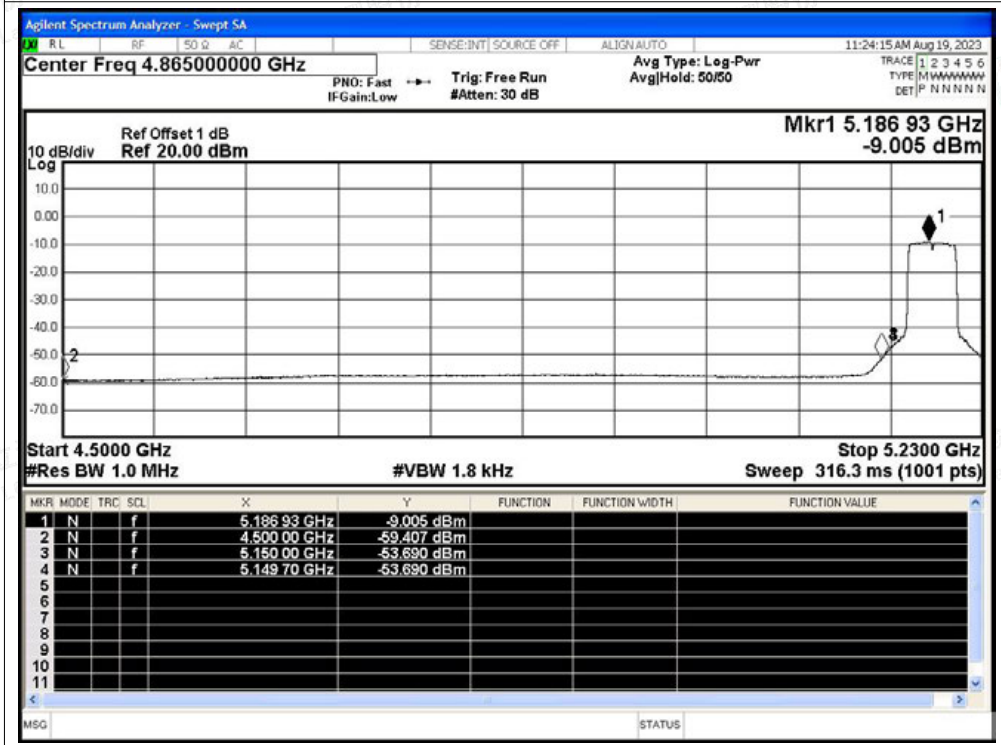 Agilent Spectrum Analyzer - Swept SA
RL RF 50 Ω AC SENSE:INT SOURCE OFF ALIGN AUTO 11:24:15 AM Aug 19, 2023
Center Freq 4.865000000 GHz
PNO: Fast
IFGain:Low
Trig: Free Run
#Atten: 30 dB
Avg Type: Log-Pwr
Avg|Hold: 50/50
TRACE 1 2 3 4 5 6
TYPE M WWWWW
DET P N N N N N
Mkr1 5.186 93 GHz
-9.005 dBm
Ref Offset 1 dB
10 dB/div Ref 20.00 dBm
Log
10.0
0.00
1
-10.0
-20.0
-30.0
-40.0
-50.0
2
-60.0
-70.0
Start 4.5000 GHz Stop 5.2300 GHz
#Res BW 1.0 MHz #VBW 1.8 kHz Sweep 316.3 ms (1001 pts)
MKR MODE TRC SCL X Y FUNCTION FUNCTION WIDTH FUNCTION VALUE
1 N f 5.186 93 GHz -9.005 dBm
2 N f 4.500 00 GHz -59.407 dBm
3 N f 5.150 00 GHz -53.690 dBm
4 N f 5.149 70 GHz -53.690 dBm
5
6
7
8
9
10
11
MSG STATUS